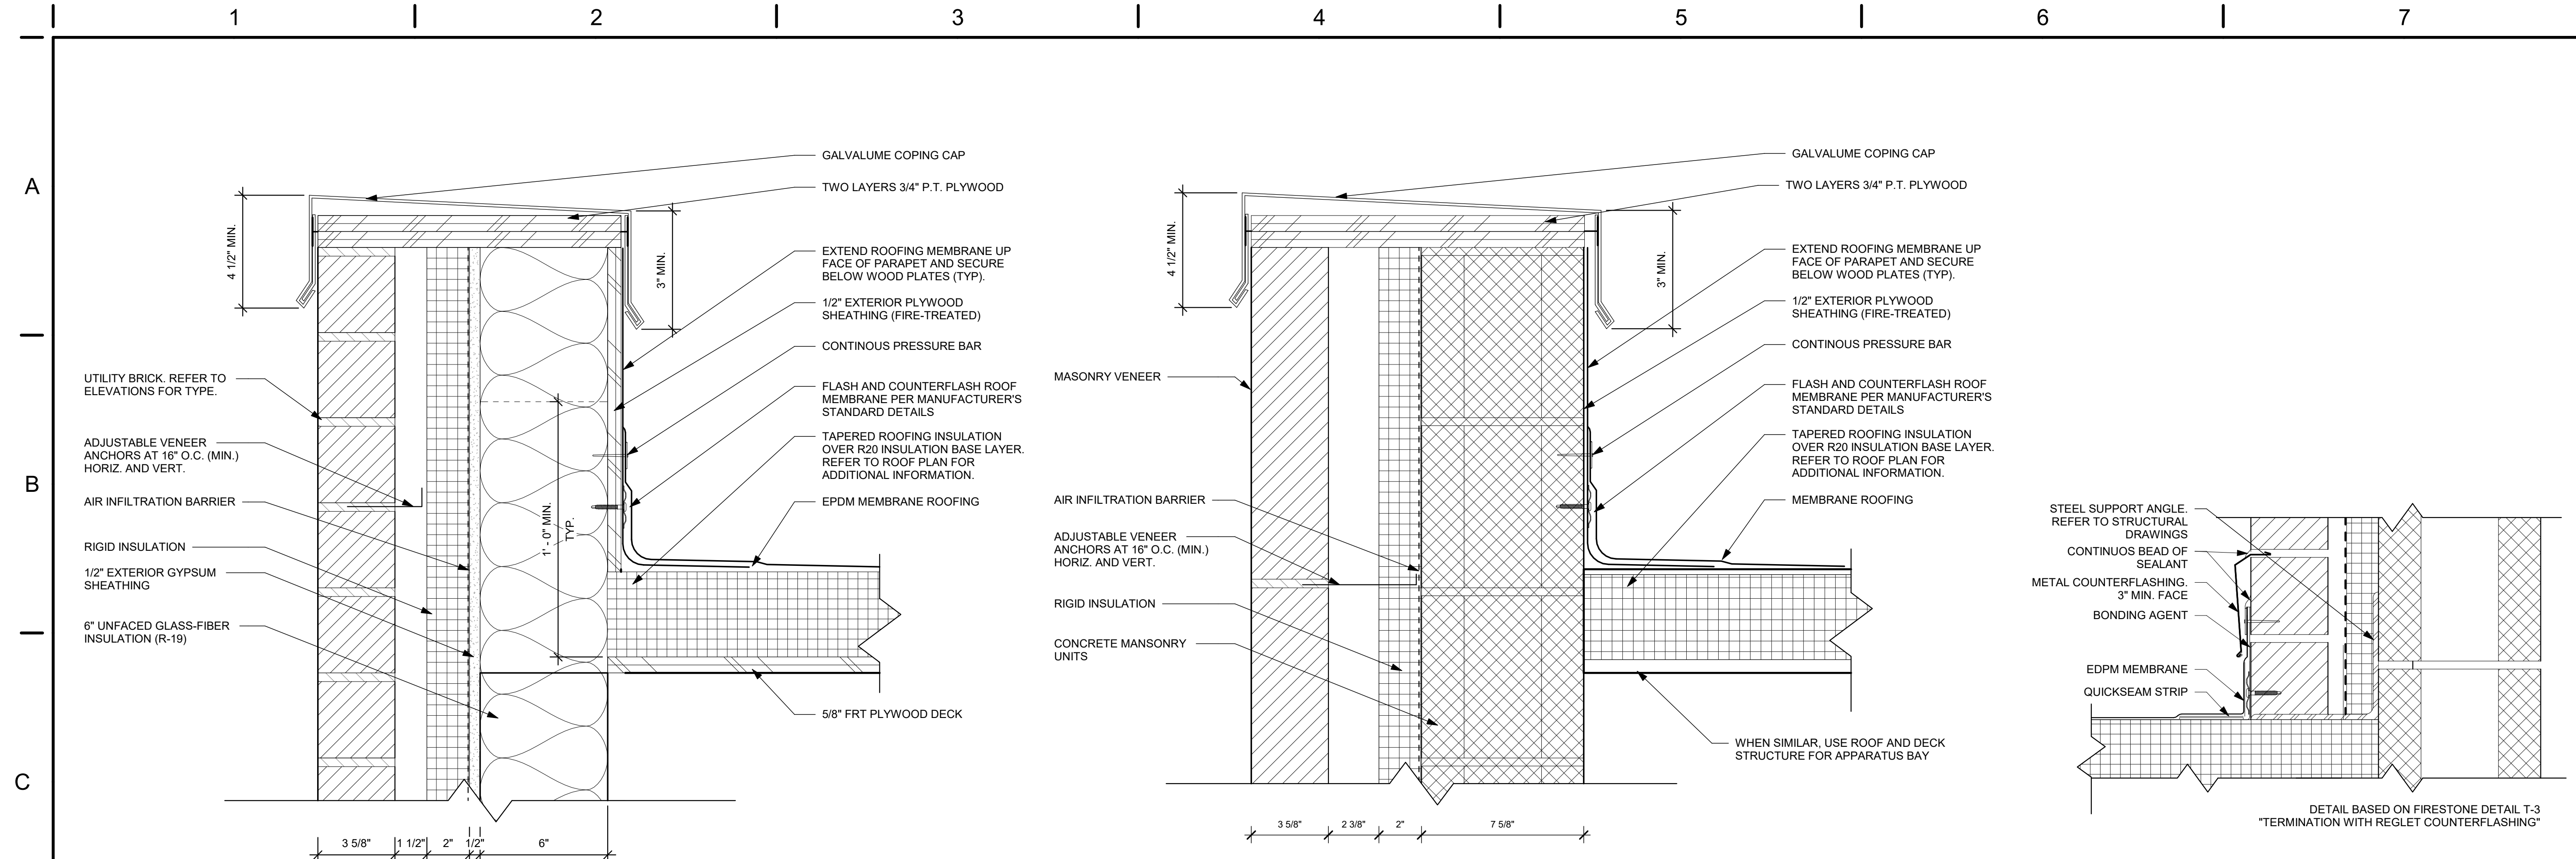 1 2 3 4 5 6 7
A
B
C
GALVALUME COPING CAP
TWO LAYERS 3/4" P.T. PLYWOOD
4 1/2" MIN.
3" MIN.
EXTEND ROOFING MEMBRANE UP
FACE OF PARAPET AND SECURE
BELOW WOOD PLATES (TYP).
1/2" EXTERIOR PLYWOOD
SHEATHING (FIRE-TREATED)
CONTINOUS PRESSURE BAR
FLASH AND COUNTERFLASH ROOF
MEMBRANE PER MANUFACTURER'S
STANDARD DETAILS
TAPERED ROOFING INSULATION
OVER R20 INSULATION BASE LAYER.
REFER TO ROOF PLAN FOR
ADDITIONAL INFORMATION.
EPDM MEMBRANE ROOFING
5/8" FRT PLYWOOD DECK
UTILITY BRICK. REFER TO
ELEVATIONS FOR TYPE.
ADJUSTABLE VENEER
ANCHORS AT 16" O.C. (MIN.)
HORIZ. AND VERT.
AIR INFILTRATION BARRIER
RIGID INSULATION
1/2" EXTERIOR GYPSUM
SHEATHING
6" UNFACED GLASS-FIBER
INSULATION (R-19)
1' - 0" MIN.
TYP.
3 5/8" 1 1/2" 2" 1/2" 6"
GALVALUME COPING CAP
TWO LAYERS 3/4" P.T. PLYWOOD
4 1/2" MIN.
3" MIN.
EXTEND ROOFING MEMBRANE UP
FACE OF PARAPET AND SECURE
BELOW WOOD PLATES (TYP).
1/2" EXTERIOR PLYWOOD
SHEATHING (FIRE-TREATED)
CONTINOUS PRESSURE BAR
FLASH AND COUNTERFLASH ROOF
MEMBRANE PER MANUFACTURER'S
STANDARD DETAILS
TAPERED ROOFING INSULATION
OVER R20 INSULATION BASE LAYER.
REFER TO ROOF PLAN FOR
ADDITIONAL INFORMATION.
MEMBRANE ROOFING
WHEN SIMILAR, USE ROOF AND DECK
STRUCTURE FOR APPARATUS BAY
MASONRY VENEER
AIR INFILTRATION BARRIER
ADJUSTABLE VENEER
ANCHORS AT 16" O.C. (MIN.)
HORIZ. AND VERT.
RIGID INSULATION
CONCRETE MANSONRY
UNITS
3 5/8" 2 3/8" 2" 7 5/8"
STEEL SUPPORT ANGLE.
REFER TO STRUCTURAL
DRAWINGS
CONTINUOS BEAD OF
SEALANT
METAL COUNTERFLASHING.
3" MIN. FACE
BONDING AGENT
EDPM MEMBRANE
QUICKSEAM STRIP
DETAIL BASED ON FIRESTONE DETAIL T-3
"TERMINATION WITH REGLET COUNTERFLASHING"